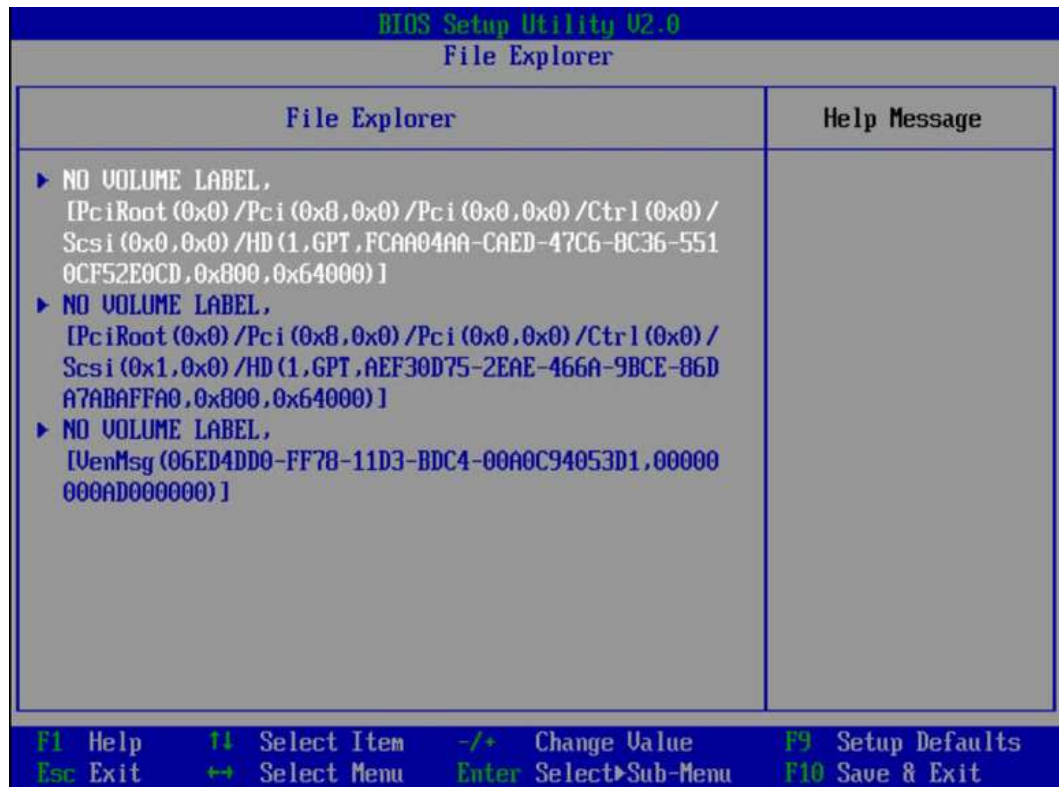 BIOS Setup Utility V2.0
File Explorer
File Explorer
Help Message
NO VOLUME LABEL,
[PciRoot(0x0)/Pci(0x8,0x0)/Pci(0x0,0x0)/Ctrl(0x0)/
Scsi(0x0,0x0)/HD(1,GPT,FCAA04AA-CAED-47C6-8C36-551
0CF52E0CD,0x800,0x64000)]
NO VOLUME LABEL,
[PciRoot(0x0)/Pci(0x8,0x0)/Pci(0x0,0x0)/Ctrl(0x0)/
Scsi(0x1,0x0)/HD(1,GPT,AEF30D75-2EAE-466A-9BCE-86D
A7ABAFFA0,0x800,0x64000)]
NO VOLUME LABEL,
[VenMsg(06ED4DD0-FF78-11D3-BDC4-00A0C94053D1,00000
000AD000000)]
F1 Help ↑↓ Select Item -/+ Change Value F9 Setup Defaults
Esc Exit ↔ Select Menu Enter Select▶Sub-Menu F10 Save & Exit